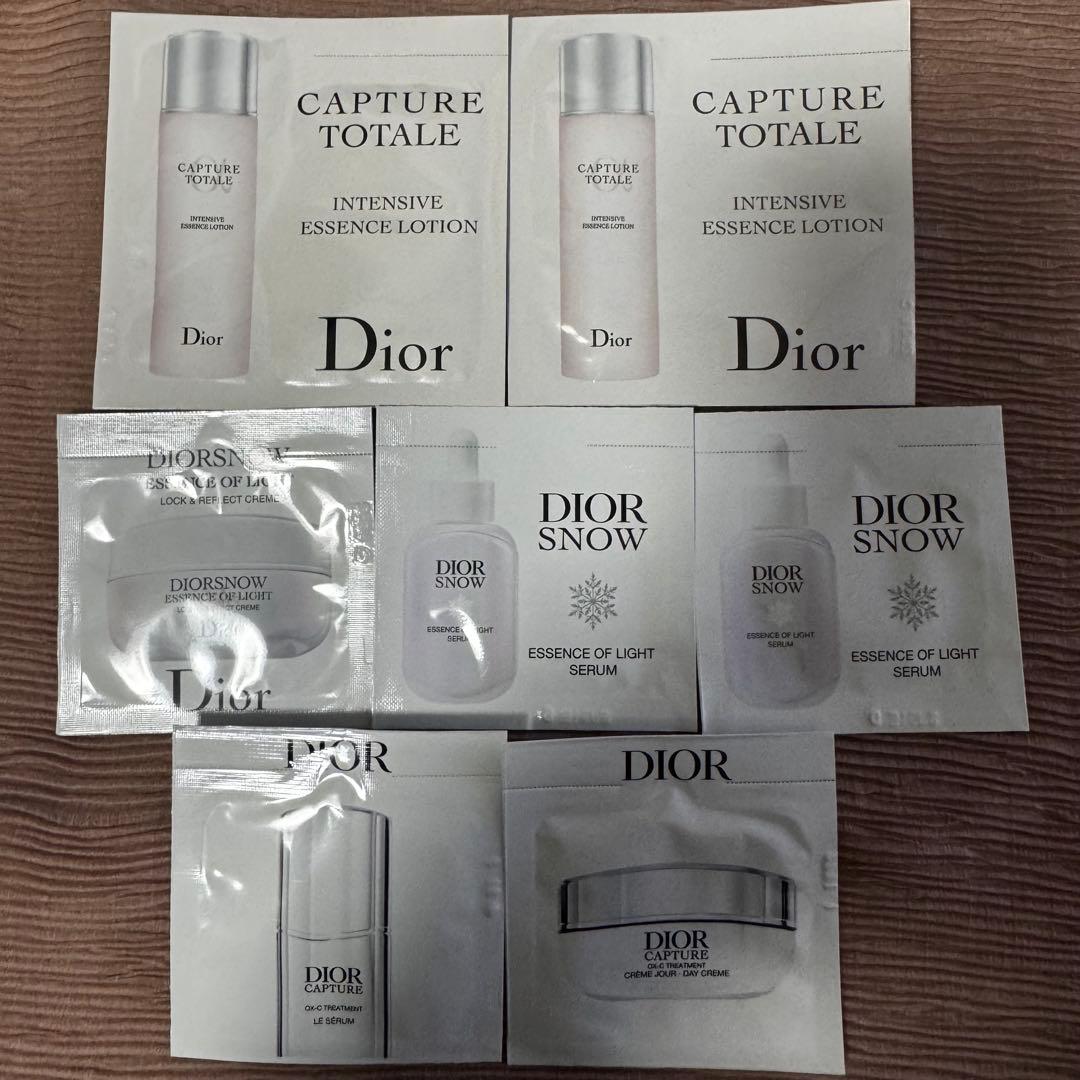 CAPTURE
TOTALE
INTENSIVE
ESSENCE LOTION
Dior
CAPTURE
TOTALE
INTENSIVE
ESSENCE LOTION
Dior
CAPTURE
TOTALE
INTENSIVE
ESSENCE LOTION
Dior
CAPTURE
TOTALE
INTENSIVE
ESSENCE LOTION
Dior
DIORSNOW
ESSENCE OF LIGHT
LOCK & REFLECT CREME
DIORSNOW
ESSENCE OF LIGHT
LOCK & REFLECT CREME
Dior
DIOR
SNOW
ESSENCE OF LIGHT
SERUM
DIOR
SNOW
ESSENCE OF LIGHT
SERUM
DIOR
SNOW
ESSENCE OF LIGHT
SERUM
DIOR
SNOW
ESSENCE OF LIGHT
SERUM
DIOR
DIOR
CAPTURE
OX-C TREATMENT
LE SÉRUM
DIOR
DIOR
CAPTURE
OX-C TREATMENT
CRÈME JOUR · DAY CREME